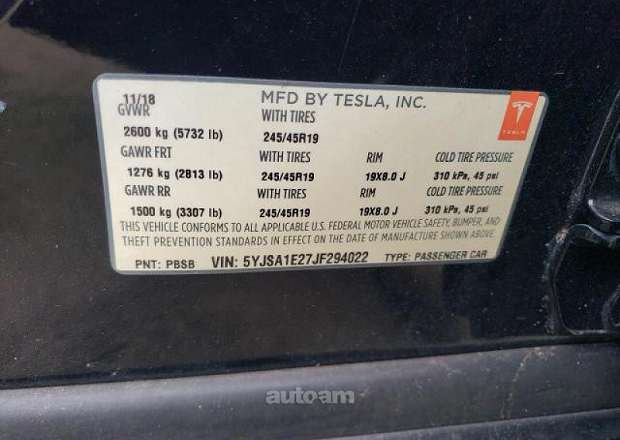 11/18 MFD BY TESLA, INC. TESLA
GVWR WITH TIRES
2600 kg (5732 lb) 245/45R19
GAWR FRT WITH TIRES RIM COLD TIRE PRESSURE
1276 kg (2813 lb) 245/45R19 19X8.0 J 310 kPa, 45 psi
GAWR RR WITH TIRES RIM COLD TIRE PRESSURE
1500 kg (3307 lb) 245/45R19 19X8.0 J 310 kPa, 45 psi
THIS VEHICLE CONFORMS TO ALL APPLICABLE U.S. FEDERAL MOTOR VEHICLE SAFETY, BUMPER, AND
THEFT PREVENTION STANDARDS IN EFFECT ON THE DATE OF MANUFACTURE SHOWN ABOVE.
PNT: PBSB VIN: 5YJSA1E27JF294022 TYPE: PASSENGER CAR
autoam